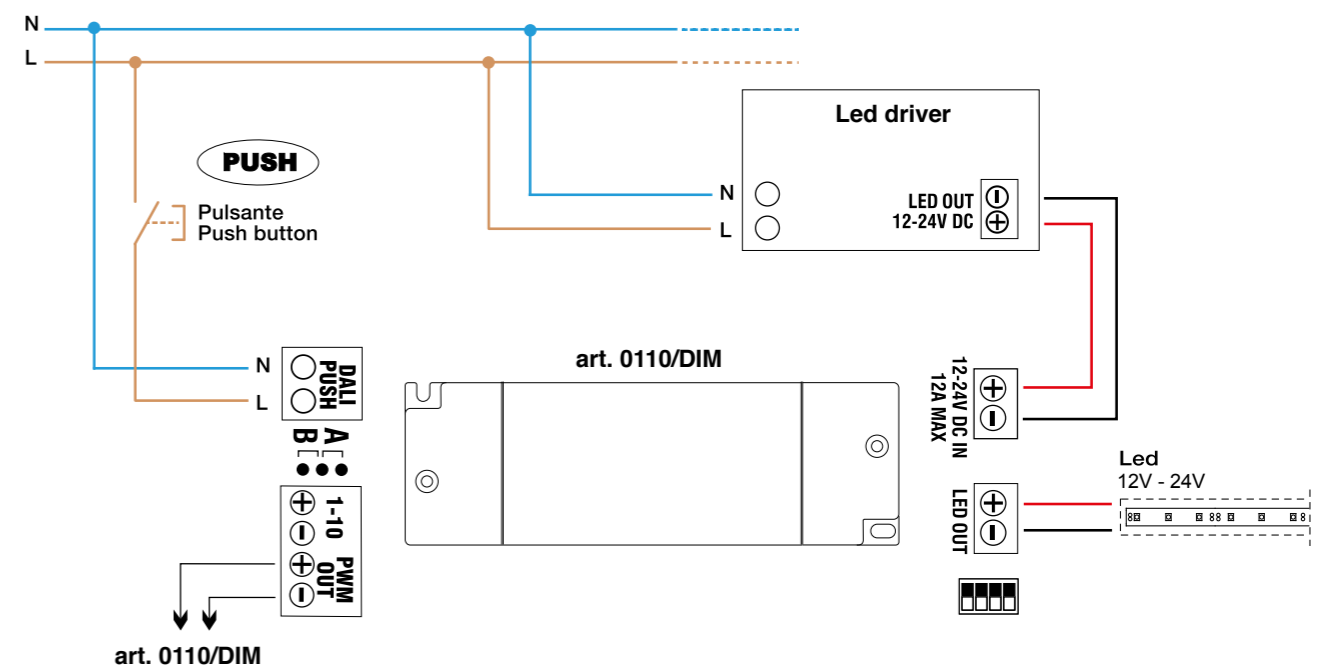 N
L
PUSH
Pulsante
Push button
Led driver
N
L
LED OUT
12-24V DC
N
L
DALI
PUSH
A
B
1-10
PWM
OUT
art. 0110/DIM
art. 0110/DIM
12-24V DC IN
12A MAX
LED OUT
Led
12V - 24V